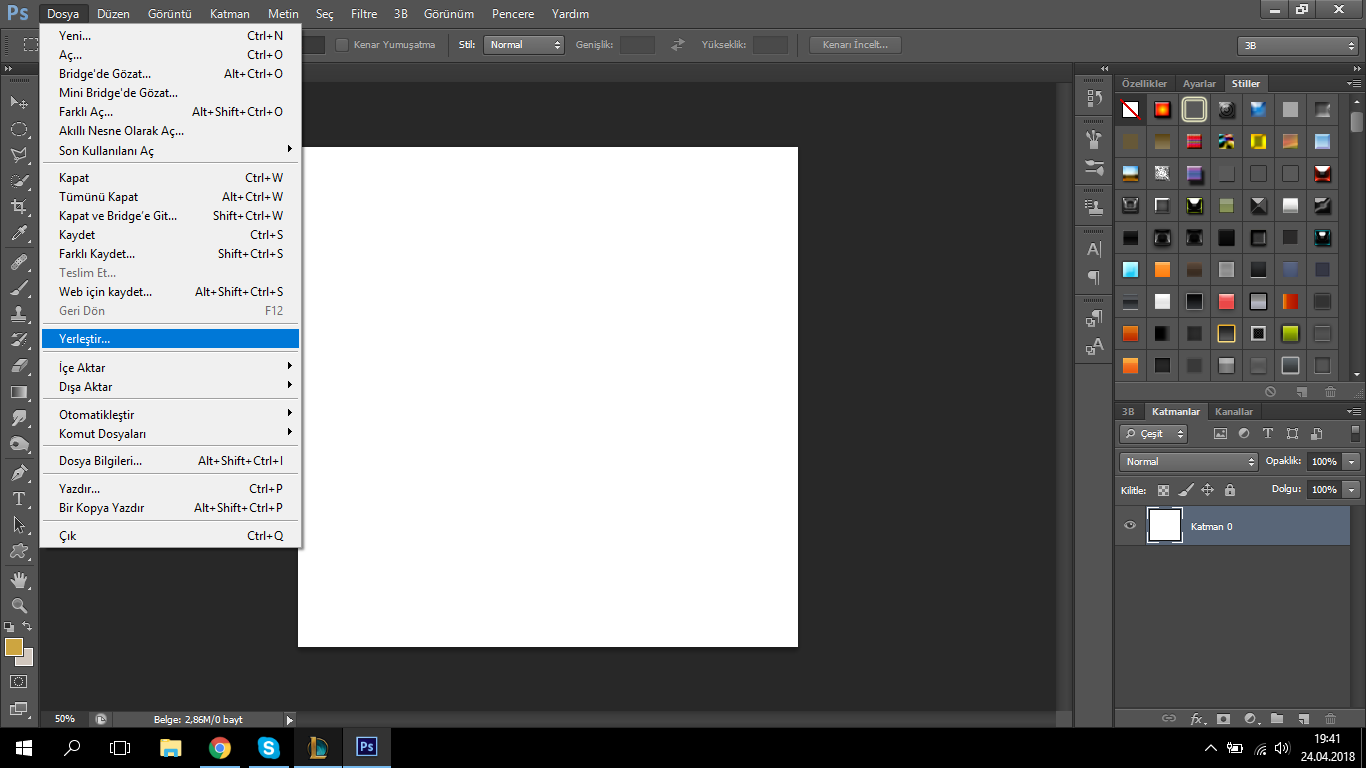 Ps Dosya Düzen Görüntü Katman Metin Seç Filtre 3B Görünüm Pencere Yardım
Kenar Yumuşatma Stil: Normal Genişlik: Yükseklik: Kenarı İncelt... 3B
Yeni... Ctrl+N
Aç... Ctrl+O
Bridge'de Gözat... Alt+Ctrl+O
Mini Bridge'de Gözat...
Farklı Aç... Alt+Shift+Ctrl+O
Akıllı Nesne Olarak Aç...
Son Kullanılanı Aç
Kapat Ctrl+W
Tümünü Kapat Alt+Ctrl+W
Kapat ve Bridge'e Git... Shift+Ctrl+W
Kaydet Ctrl+S
Farklı Kaydet... Shift+Ctrl+S
Teslim Et...
Web için kaydet... Alt+Shift+Ctrl+S
Geri Dön F12
Yerleştir...
İçe Aktar
Dışa Aktar
Otomatikleştir
Komut Dosyaları
Dosya Bilgileri... Alt+Shift+Ctrl+I
Yazdır... Ctrl+P
Bir Kopya Yazdır Alt+Shift+Ctrl+P
Çık Ctrl+Q
Özellikler Ayarlar Stiller
3B Katmanlar Kanallar
Çeşit
Normal Opaklık: 100%
Kilitle: Dolgu: 100%
Katman 0
fx
50% Belge: 2,86M/0 bayt
Ps
19:41
24.04.2018